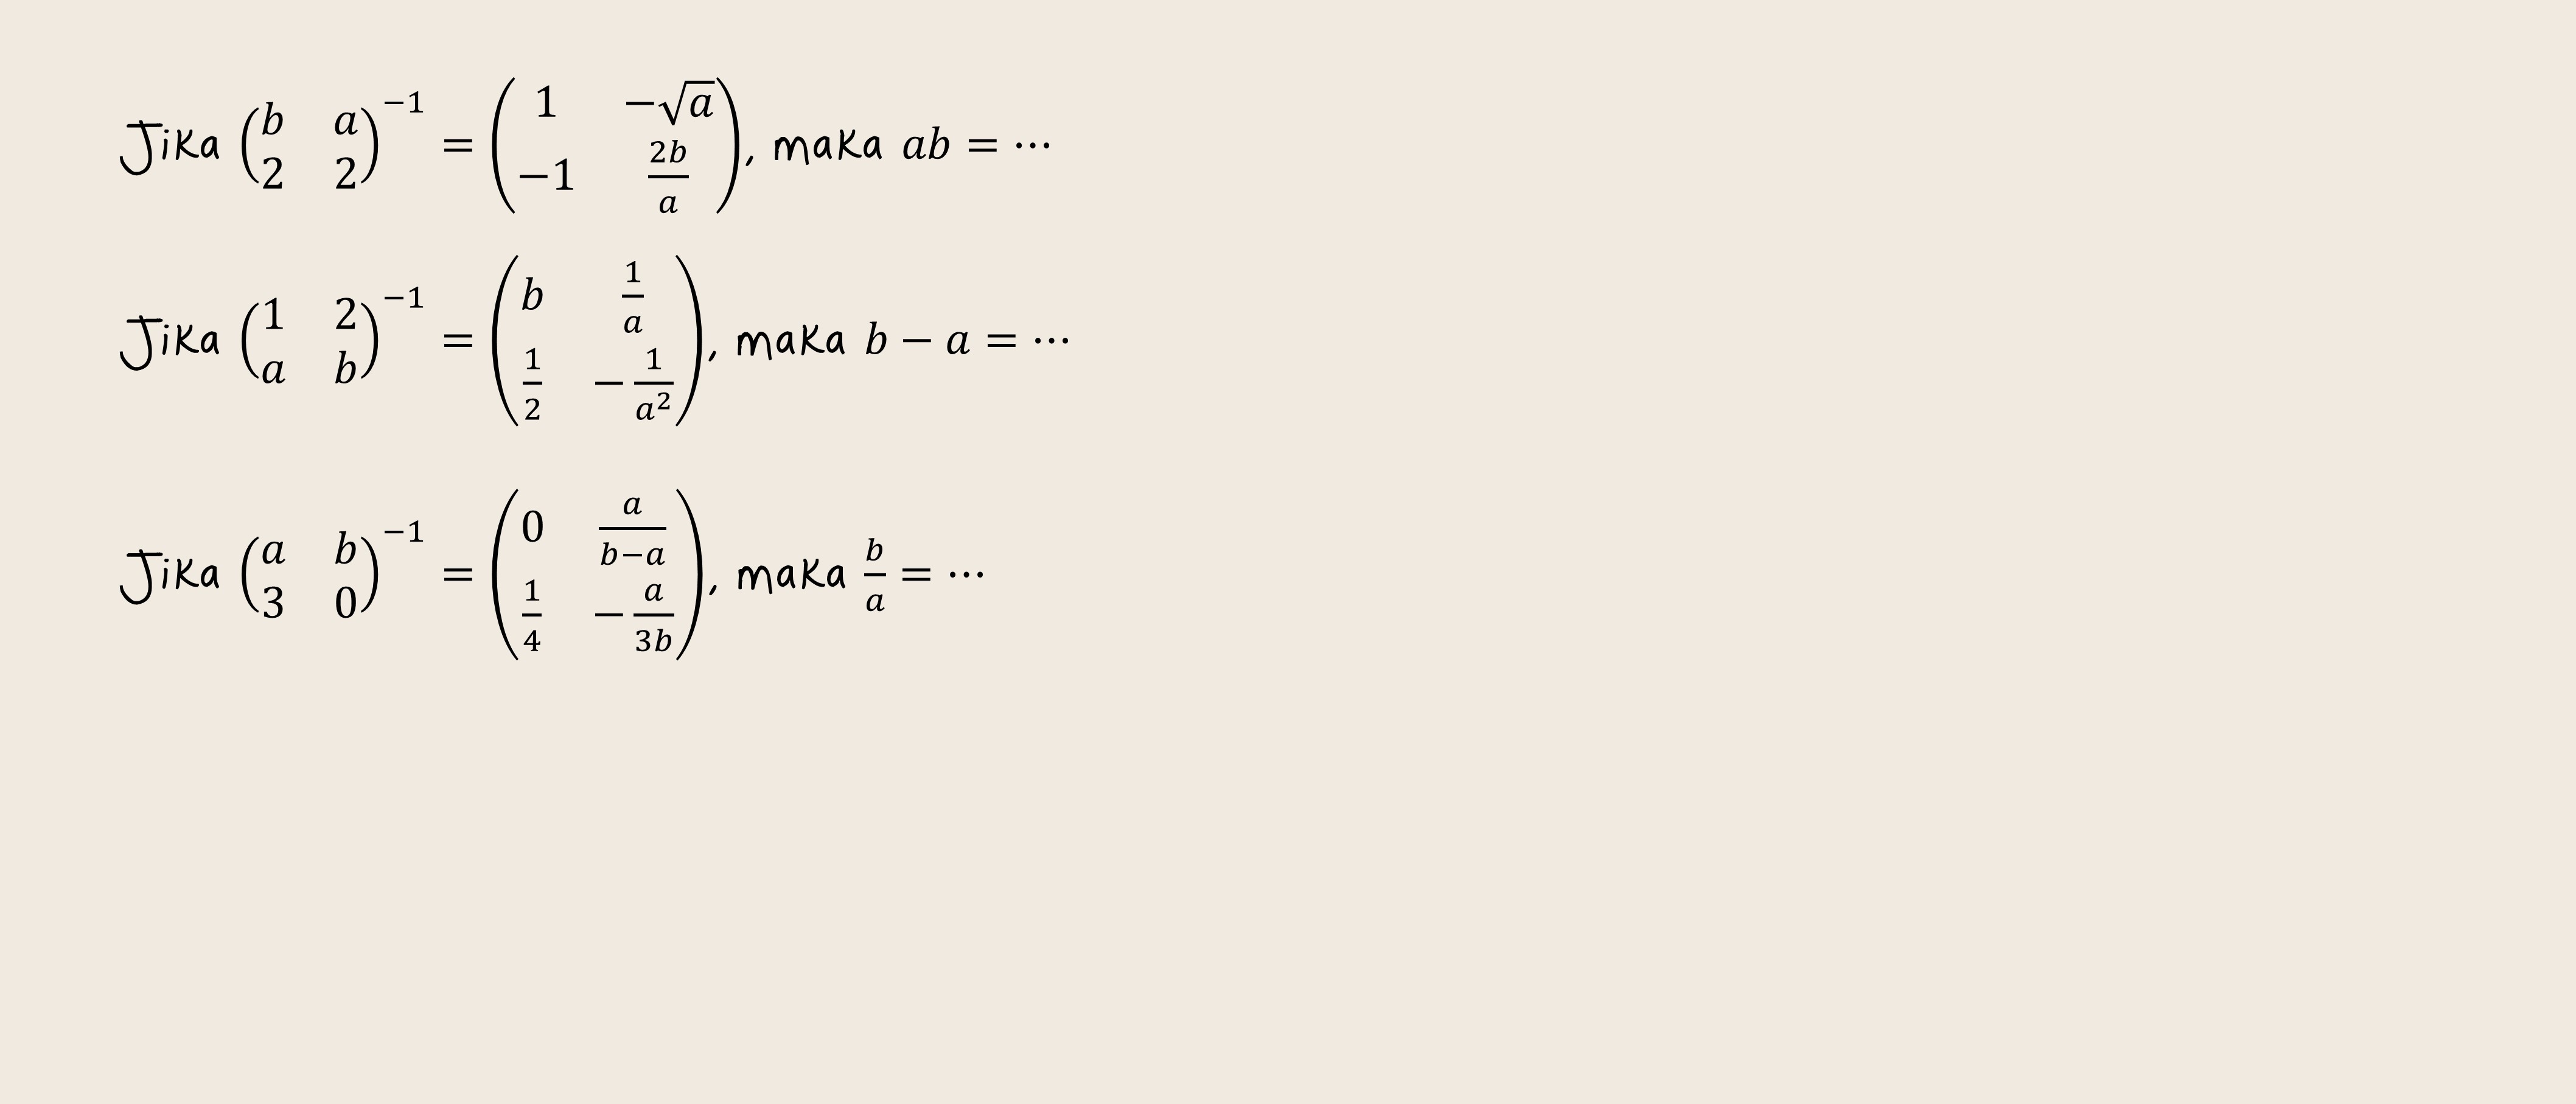 Jika $\begin{pmatrix} b & a \\ 2 & 2 \end{pmatrix}^{-1} = \begin{pmatrix} 1 & -\sqrt{a} \\ -1 & \frac{2b}{a} \end{pmatrix}$, maka $ab = \cdots$
Jika $\begin{pmatrix} 1 & 2 \\ a & b \end{pmatrix}^{-1} = \begin{pmatrix} b & \frac{1}{a} \\ \frac{1}{2} & -\frac{1}{a^2} \end{pmatrix}$, maka $b - a = \cdots$
Jika $\begin{pmatrix} a & b \\ 3 & 0 \end{pmatrix}^{-1} = \begin{pmatrix} 0 & \frac{a}{b-a} \\ \frac{1}{4} & -\frac{a}{3b} \end{pmatrix}$, maka $\frac{b}{a} = \cdots$